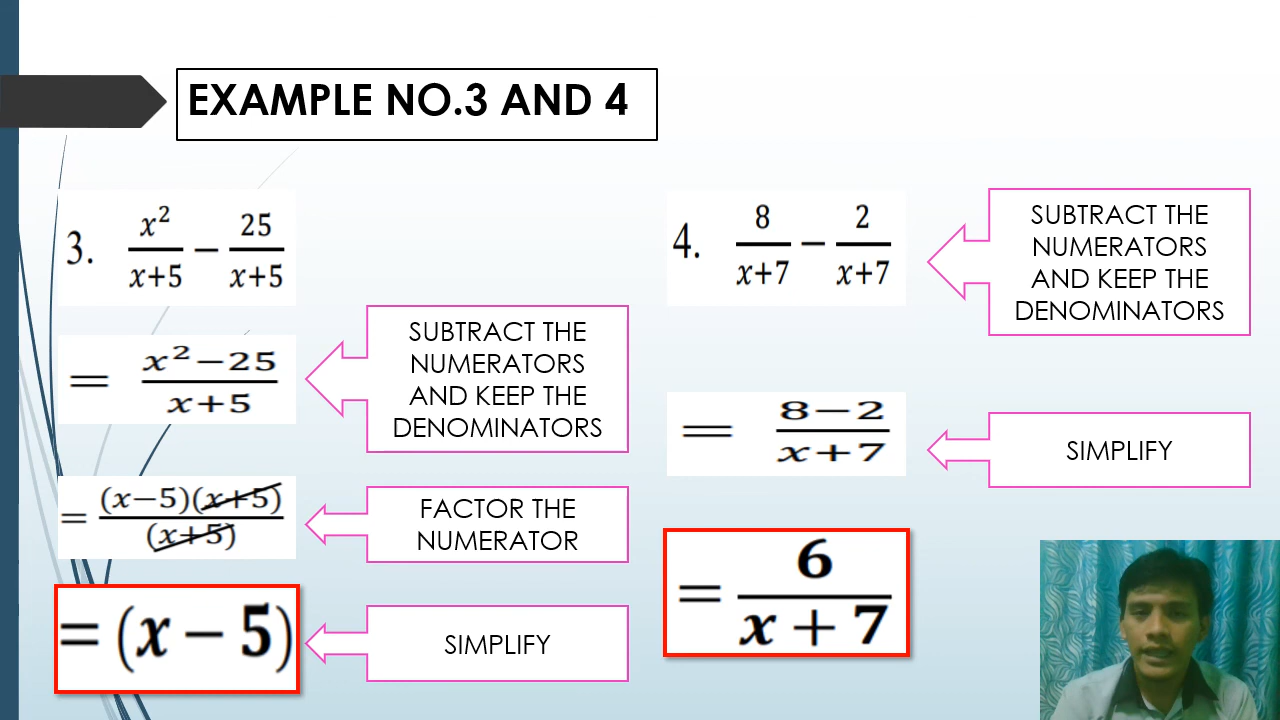 EXAMPLE NO.3 AND 4
3. x²/x+5 − 25/x+5
= x²−25/x+5
SUBTRACT THE
NUMERATORS
AND KEEP THE
DENOMINATORS
= (x−5)(x+5)/(x+5)
FACTOR THE
NUMERATOR
= (x − 5)
SIMPLIFY
4. 8/x+7 − 2/x+7
SUBTRACT THE
NUMERATORS
AND KEEP THE
DENOMINATORS
= 8−2/x+7
SIMPLIFY
= 6/x + 7